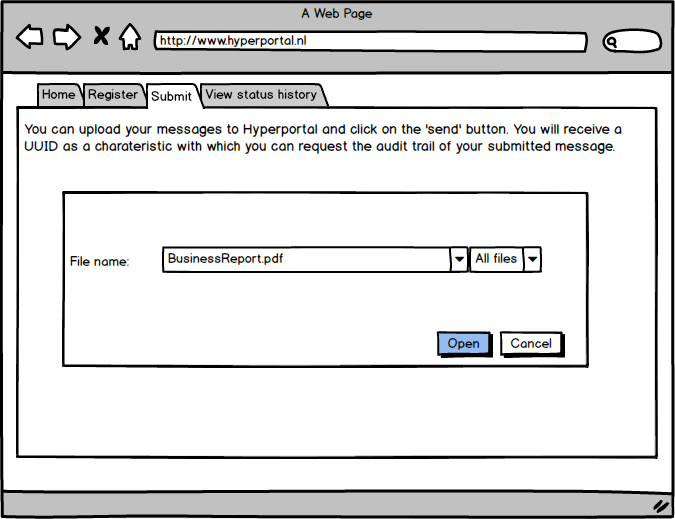 A Web Page
http://www.hyperportal.nl
Home Register Submit View status history
You can upload your messages to Hyperportal and click on the 'send' button. You will receive a
UUID as a charateristic with which you can request the audit trail of your submitted message.
File name: BusinessReport.pdf All files
Open Cancel